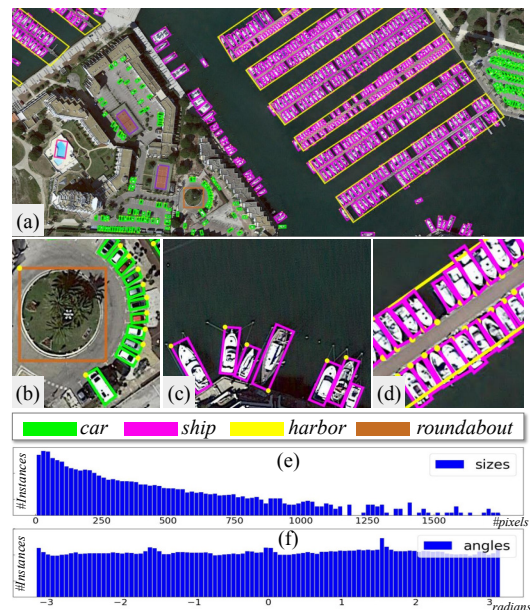 (a)
(b)
(c)
(d)
car ship harbor roundabout
(e)
sizes
#Instances
0 250 500 750 1000 1250 1500 #pixels
(f)
angles
#Instances
−3 −2 −1 0 1 2 3 radians